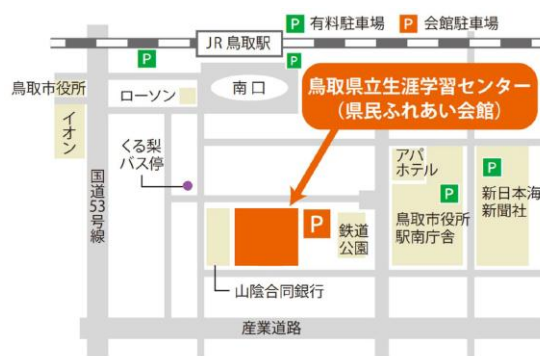 P 有料駐車場 P 会館駐車場
JR 鳥取駅
P
P
鳥取市役所
ローソン
南口
鳥取県立生涯学習センター
(県民ふれあい会館)
イオン
くる梨
バス停
国道53号線
アパ
ホテル
P
P
新日本海
新聞社
P
鉄道
公園
鳥取市役所
駅南庁舎
山陰合同銀行
産業道路